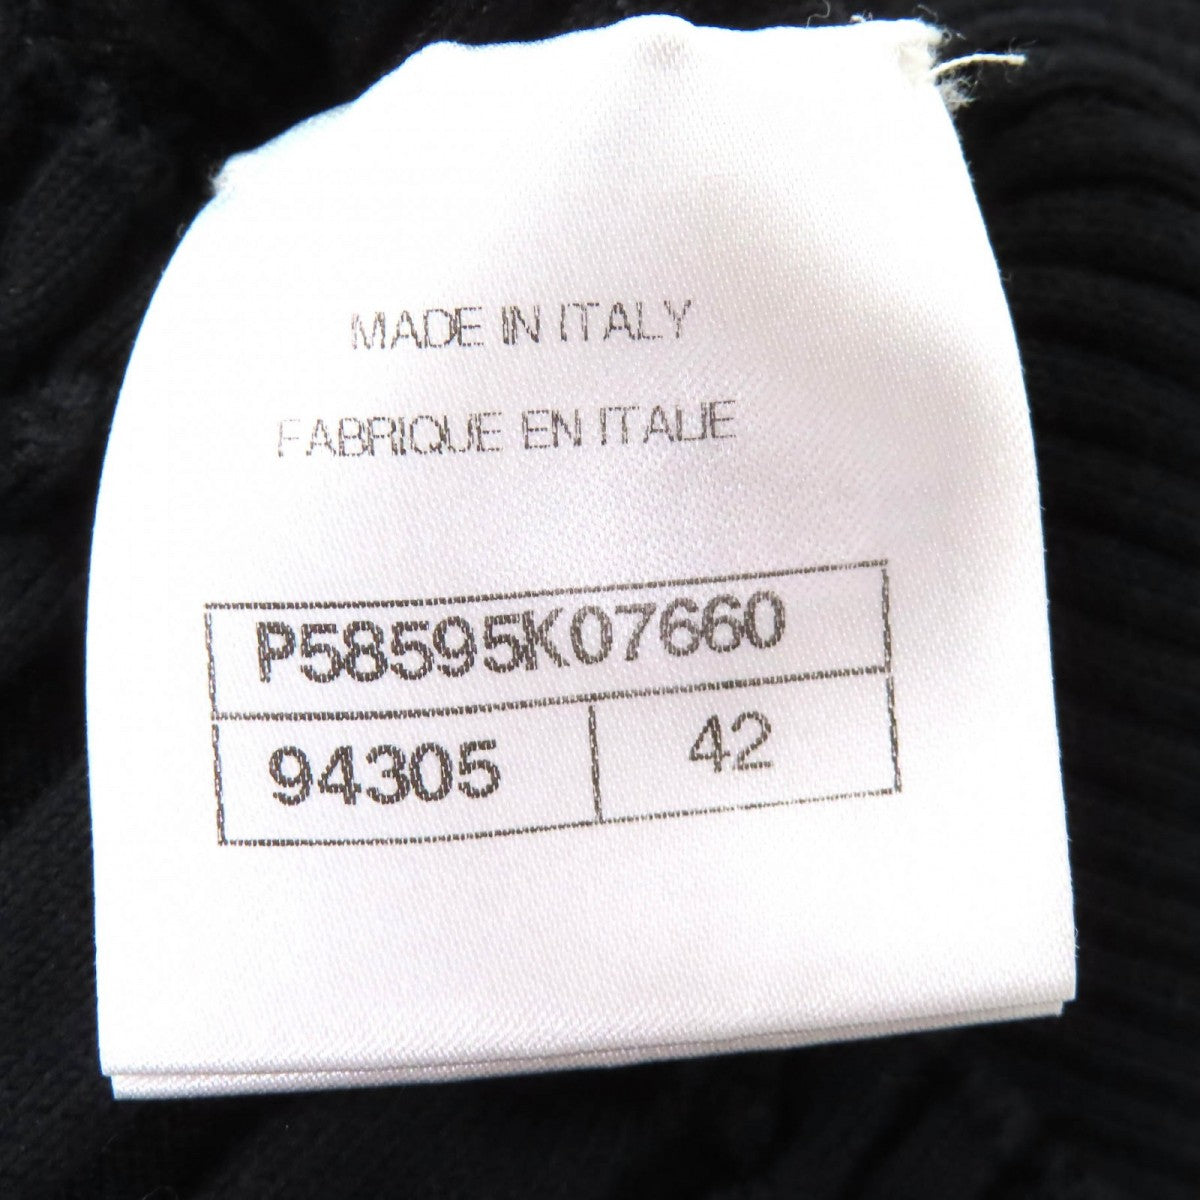 MADE IN ITALY
FABRIQUE EN ITALIE
P58595K07660
94305 42